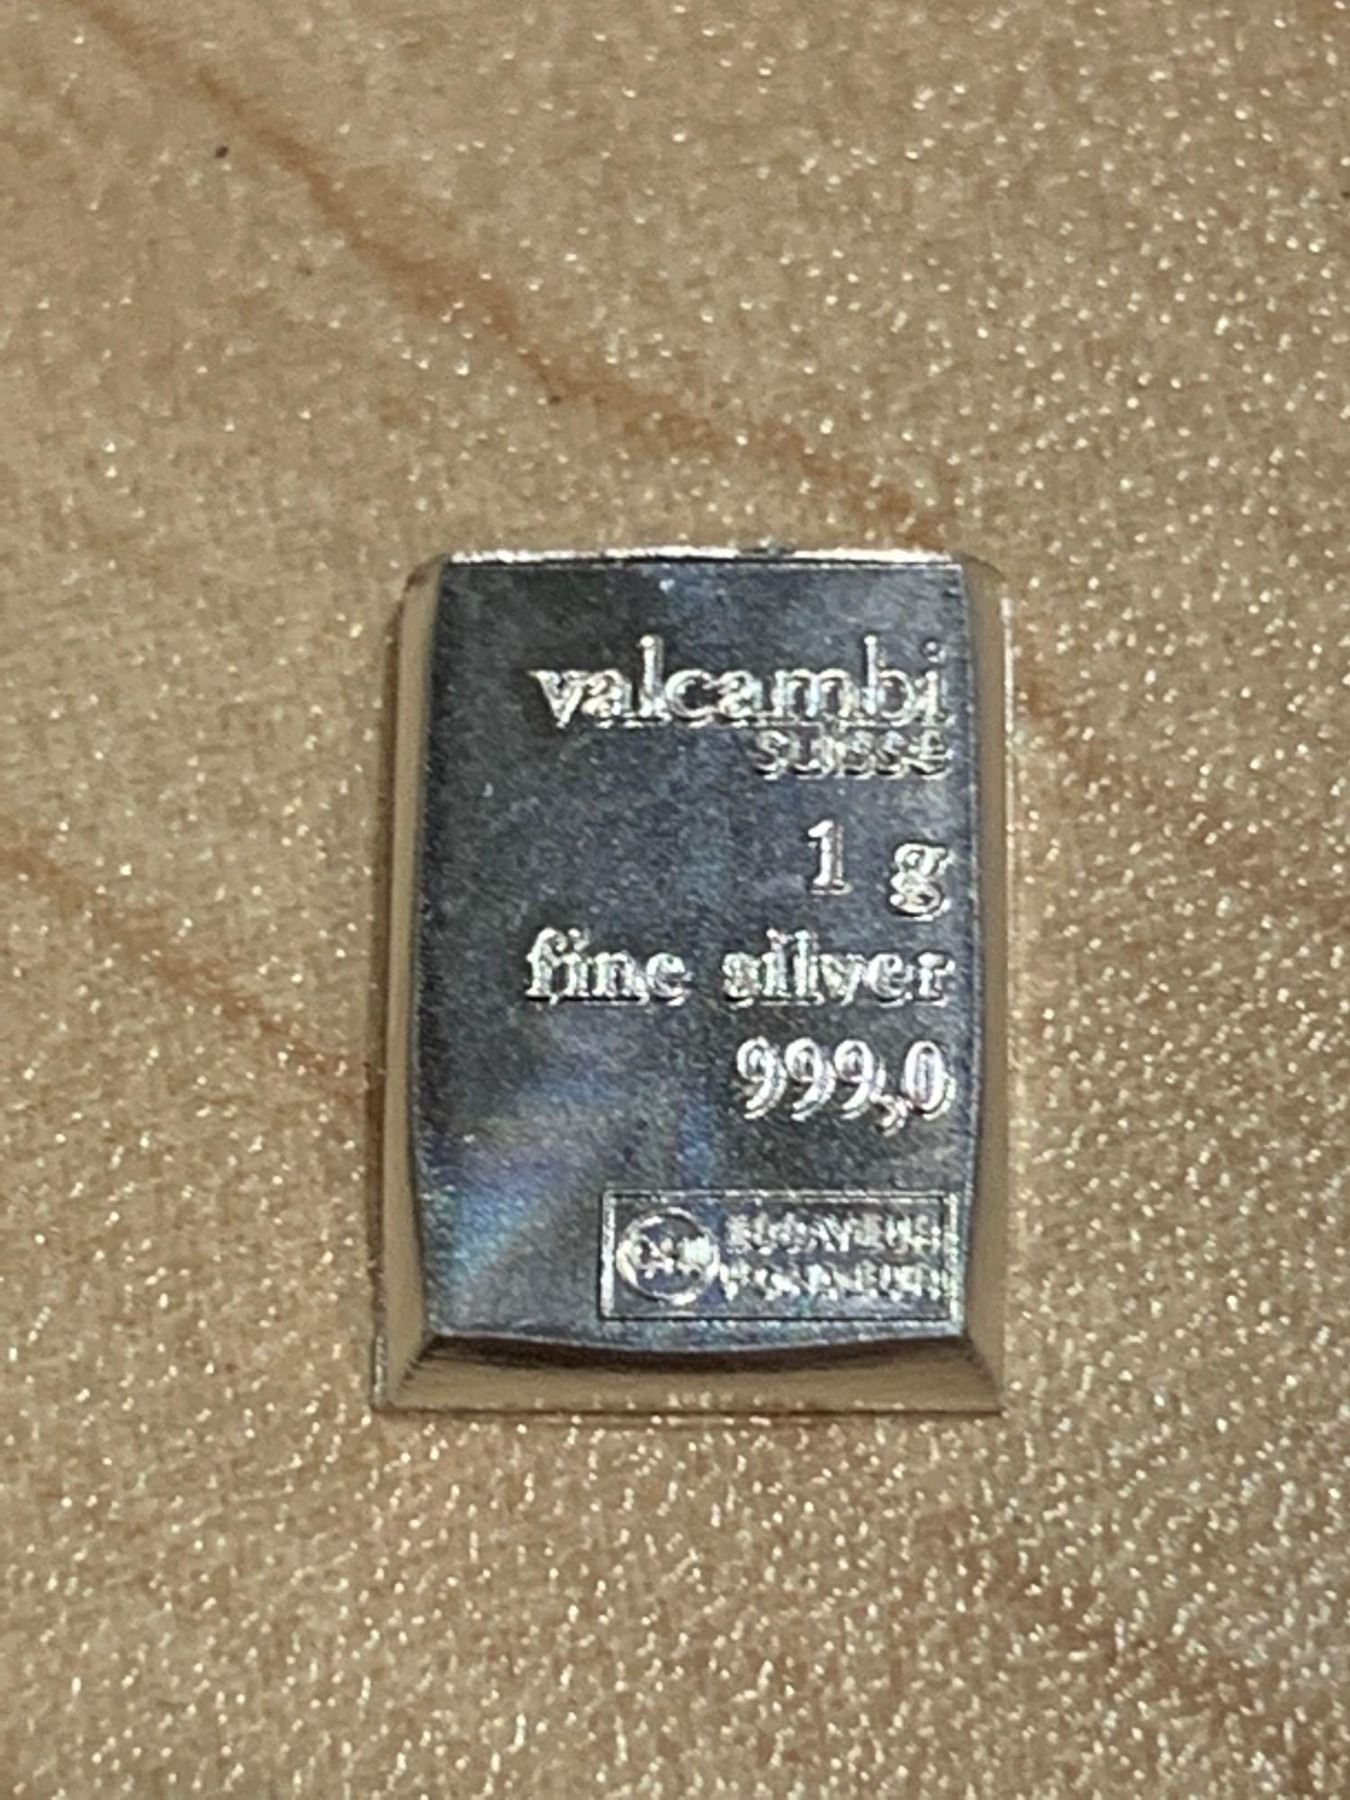 valcambi
suisse
1 g
fine silver
999,0